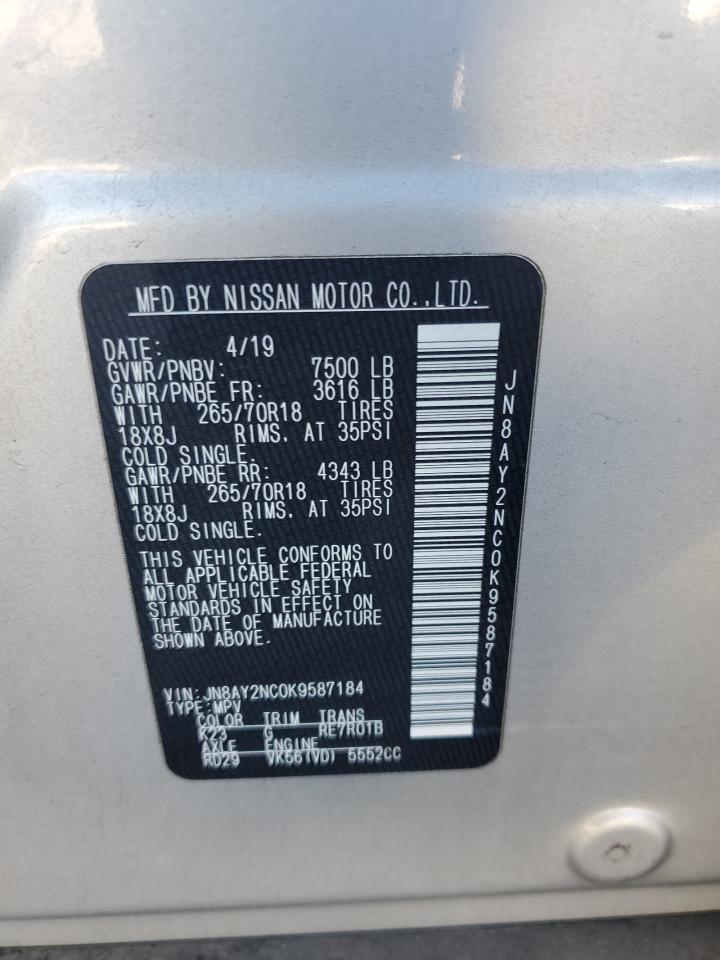 MFD BY NISSAN MOTOR CO.,LTD.
DATE: 4/19
GVWR/PNBV: 7500 LB
GAWR/PNBE FR: 3616 LB
WITH 265/70R18 TIRES
18X8J RIMS. AT 35PSI
COLD SINGLE.
GAWR/PNBE RR: 4343 LB
WITH 265/70R18 TIRES
18X8J RIMS. AT 35PSI
COLD SINGLE.
THIS VEHICLE CONFORMS TO
ALL APPLICABLE FEDERAL
MOTOR VEHICLE SAFETY
STANDARDS IN EFFECT ON
THE DATE OF MANUFACTURE
SHOWN ABOVE.
VIN:JN8AY2NC0K9587184
TYPE:MPV
COLOR TRIM TRANS
K23 G RE7R01B
AXLE ENGINE
RD29 VK56(VD) 5552CC
JN8AY2NC0K9587184